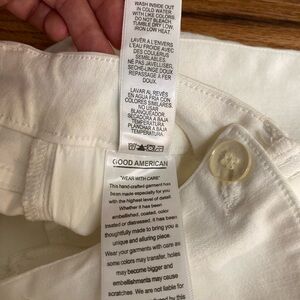 WASH INSIDE OUT
IN COLD WATER
WITH LIKE COLORS
DO NOT BLEACH
TUMBLE DRY LOW
IRON LOW HEAT
LAVER À L'ENVERS
L'EAU FROIDE AVEC
DES COULEURS
SEMBLABLES.
NE PAS JAVELLISER
SÈCHE-LINGE DOUX
REPASSAGE À FER
DOUX.
LAVAR AL REVÉS
EN AGUA FRIA CON
COLORES SIMILARES.
NO USAR
BLANQUEADOR.
SECADORA A BAJA
TEMPERATURA
PLANCHAR A BAJA
TEMPERATURA
GOOD AMERICAN
"WEAR WITH CARE"
This hand-crafted garment has
been made especially for you
with the highest level of detail.
Whether it has been
embellished, coated, color
treated or distressed, it has been
thoughtfully made to bring you a
unique and alluring piece.
Wear your garments with care as
some colors may transfer, holes
may become bigger and
embellishments may cause
scratches. We are not liable for